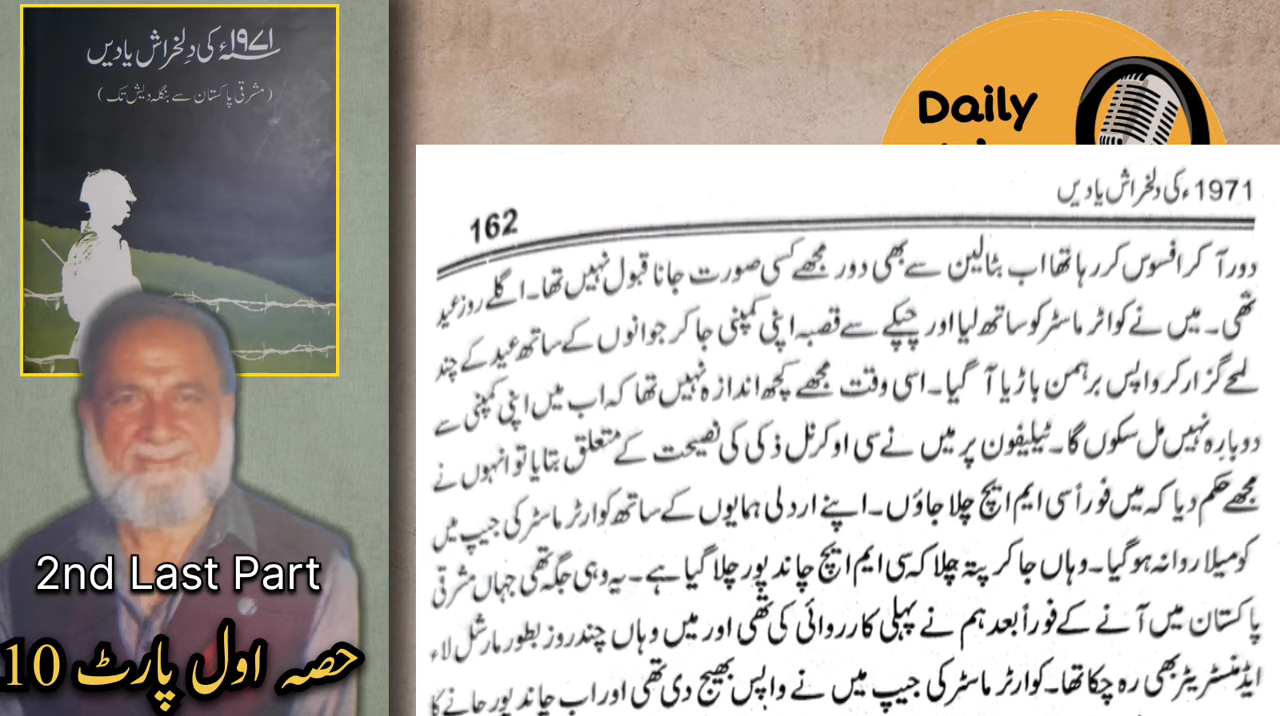 ۱۹۷۱ء کی دلخراش یادیں
( مشرقی پاکستان سے بنگلہ دیش تک )
2nd Last Part
حصہ اول پارٹ 10
Daily
1971ء کی دلخراش یادیں
162
دور آ کر افسوس کر رہا تھا اب بٹالین سے بھی دور مجھے کسی صورت جانا قبول نہیں تھا۔ اگلے روز عید
تھی۔ میں نے کواٹر ماسٹر کو ساتھ لیا اور چپکے سے قصبہ اپنی کمپنی جا کر جوانوں کے ساتھ عید کے چند
لمحے گزار کر واپس برہمن باڑیا آ گیا۔ اسی وقت مجھے کچھ اندازہ نہیں تھا کہ اب میں اپنی کمپنی سے
دوبارہ نہیں مل سکوں گا۔ ٹیلیفون پر میں نے سی او کرنل ذکی کی نصیحت کے متعلق بتایا تو انہوں نے
مجھے حکم دیا کہ میں فوراً سی ایم ایچ چلا جاؤں۔ اپنے اردلی ہمایوں کے ساتھ کوارٹر ماسٹر کی جیپ میں
کومیلا روانہ ہو گیا۔ وہاں جا کر پتہ چلا کہ سی ایم ایچ چاند پور چلا گیا ہے۔ یہ وہی جگہ تھی جہاں مشرقی
پاکستان میں آنے کے فوراً بعد ہم نے پہلی کارروائی کی تھی اور میں وہاں چند روز بطور مارشل لاء
ایڈمنسٹریٹر بھی رہ چکا تھا۔ کوارٹر ماسٹر کی جیپ میں نے واپس بھیج دی تھی اور اب چاند پور جانے کا